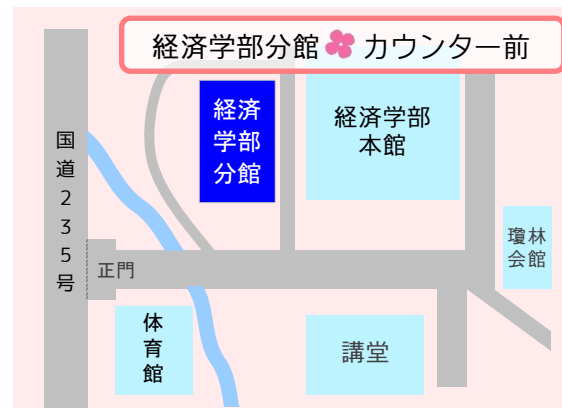 経済学部分館 カウンター前
経済
学部
分館
経済学部
本館
国道235号
正門
瓊林
会館
体育館
講堂